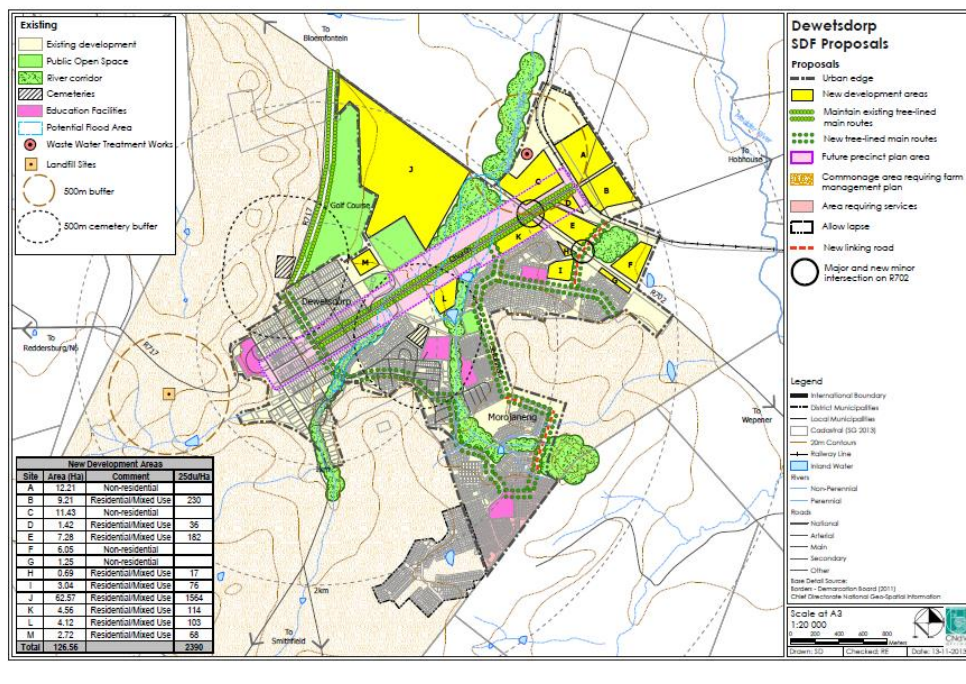 Existing
Existing development
Public Open Space
River corridor
Cemeteries
Education Facilities
Potential Flood Area
Waste Water Treatment Works
Landfill Sites
500m buffer
500m cemetery buffer
To
Bloemfontein
To
Hobhouse
To
Wepener
To
Smithfield
To
Reddersburg/N6
R717
R717
R702
2km
Golf Course
Dewetsdorp
Morojaneng
Church
A
B
C
D
E
F
H
I
J
K
L
M
New Development Areas
Site Area (Ha) Comment 25du/Ha
A 12.21 Non-residential
B 9.21 Residential/Mixed Use 230
C 11.43 Non-residential
D 1.42 Residential/Mixed Use 36
E 7.28 Residential/Mixed Use 182
F 6.05 Non-residential
G 1.25 Non-residential
H 0.69 Residential/Mixed Use 17
I 3.04 Residential/Mixed Use 76
J 62.57 Residential/Mixed Use 1564
K 4.56 Residential/Mixed Use 114
L 4.12 Residential/Mixed Use 103
M 2.72 Residential/Mixed Use 68
Total 126.56 2390
Dewetsdorp
SDF Proposals
Proposals
Urban edge
New development areas
Maintain existing tree-lined
main routes
New tree-lined main routes
Future precinct plan area
Commonage area requiring farm
management plan
Area requiring services
Allow lapse
New linking road
Major and new minor
intersection on R702
Legend
International Boundary
District Municipalities
Local Municipalities
Cadastral (SG 2013)
20m Contours
Railway Line
Inland Water
Rivers
Non-Perennial
Perennial
Roads
National
Arterial
Main
Secondary
Other
Base Detail Source:
Borders - Demarcation Board (2011)
Chief Directorate National Geo-Spatial Information
Scale at A3
1:20 000
0 200 400 600 800
Meters
Drawn: SD Checked: RE Date: 13-11-2013